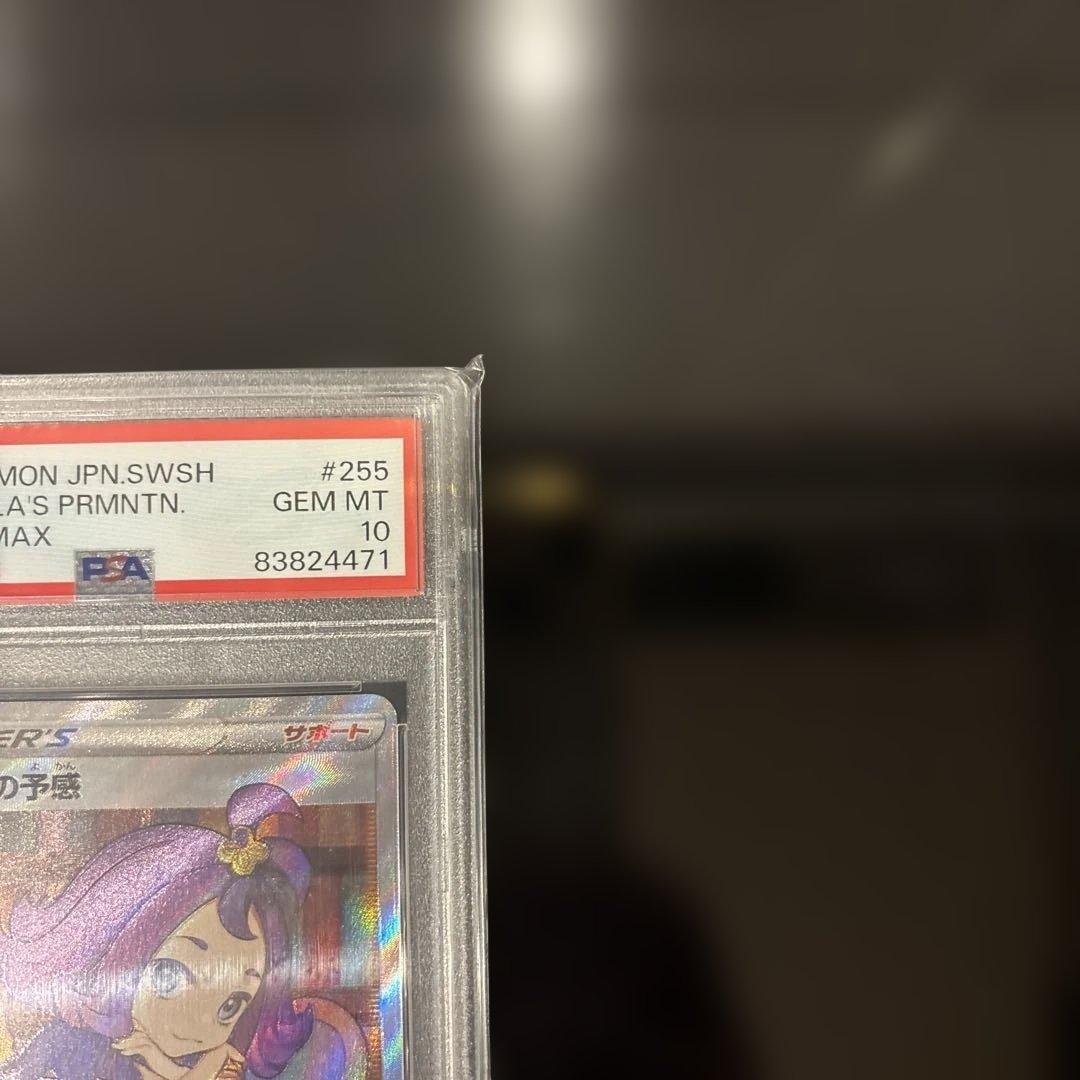 MON JPN.SWSH #255
LA'S PRMNTN. GEM MT
MAX 10
PSA 83824471
ER'S サポート
よ かん
の予感